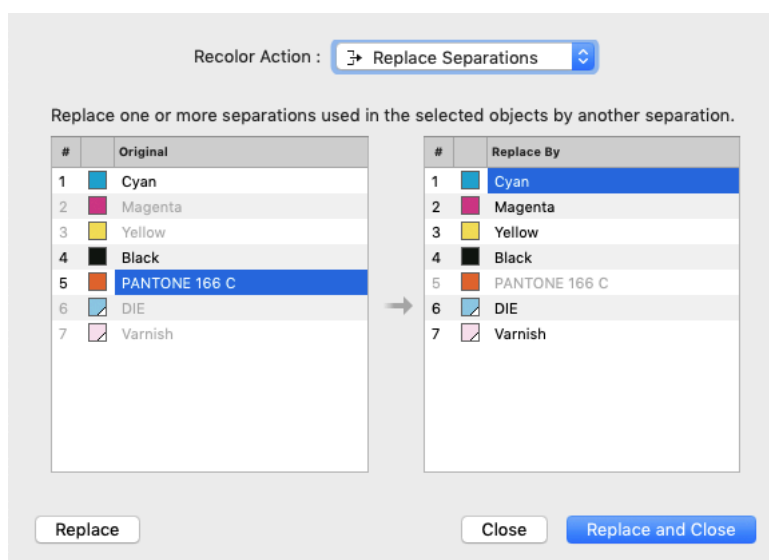 Recolor Action : Replace Separations
Replace one or more separations used in the selected objects by another separation.
# Original
1 Cyan
2 Magenta
3 Yellow
4 Black
5 PANTONE 166 C
6 DIE
7 Varnish
# Replace By
1 Cyan
2 Magenta
3 Yellow
4 Black
5 PANTONE 166 C
6 DIE
7 Varnish
Replace
Close
Replace and Close